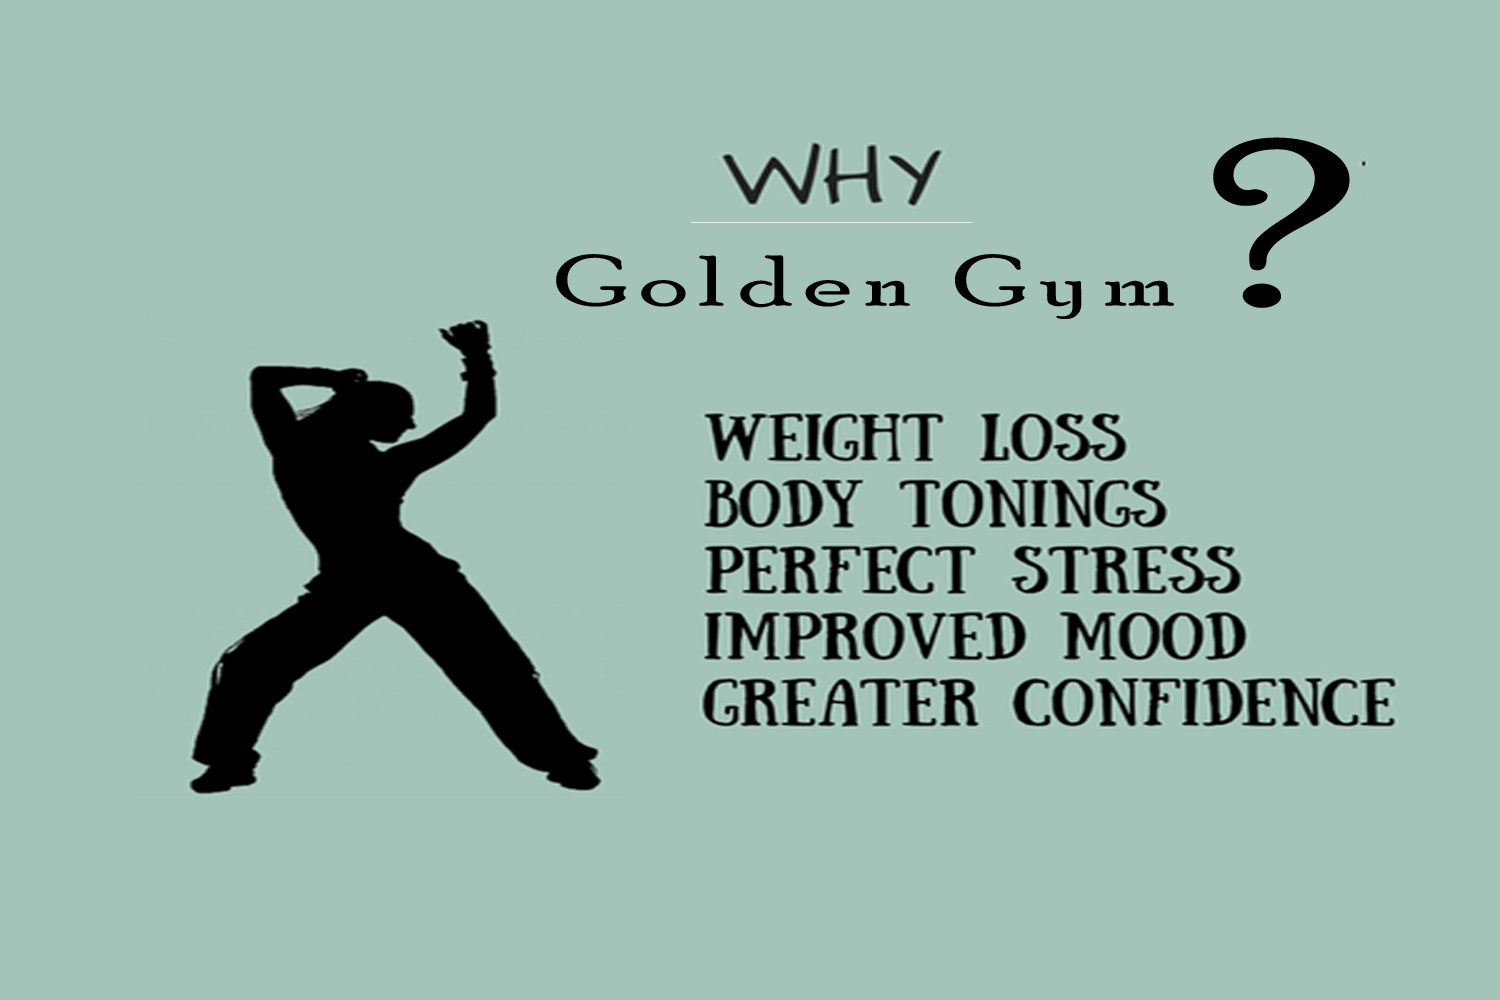 WHY
Golden Gym ?
WEIGHT LOSS
BODY TONINGS
PERFECT STRESS
IMPROVED MOOD
GREATER CONFIDENCE